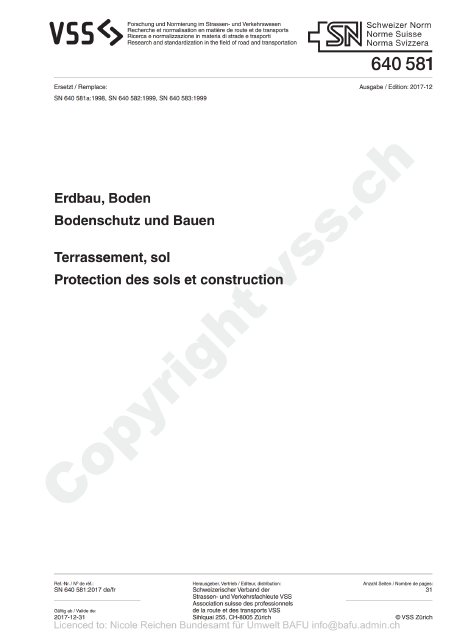 VSS
Forschung und Normierung im Strassen- und Verkehrswesen
Recherche et normalisation en matière de route et de transports
Ricerca e normalizzazione in materia di strade e trasporti
Research and standardization in the field of road and transportation
SN
Schweizer Norm
Norme Suisse
Norma Svizzera
640 581
Ersetzt / Remplace:
Ausgabe / Edition: 2017-12
SN 640 581a:1998, SN 640 582:1999, SN 640 583:1999
Erdbau, Boden
Bodenschutz und Bauen
Terrassement, sol
Protection des sols et construction
Copyright vss.ch
Ref.-Nr. / N° de réf.:
SN 640 581:2017 de/fr
Gültig ab / Valide de:
2017-12-31
Herausgeber, Vertrieb / Editeur, distribution:
Schweizerischer Verband der
Strassen- und Verkehrsfachleute VSS
Association suisse des professionnels
de la route et des transports VSS
Sihlquai 255, CH-8005 Zürich
Anzahl Seiten / Nombre de pages:
31
© VSS Zürich
Licenced to: Nicole Reichen Bundesamt für Umwelt BAFU info@bafu.admin.ch